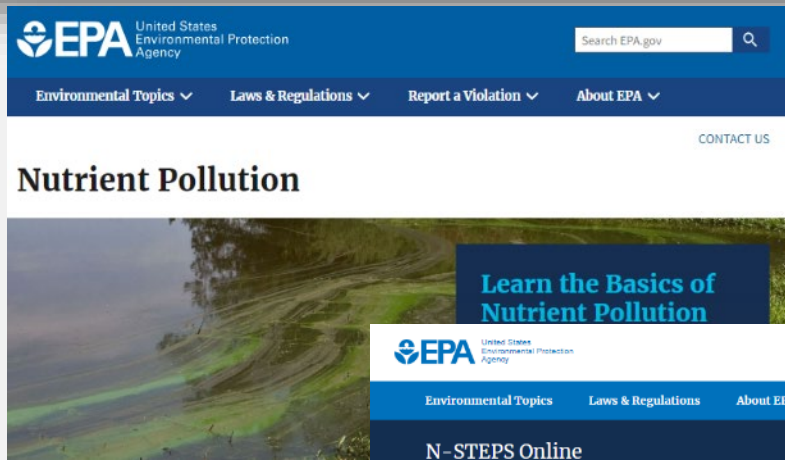 EPA
United States
Environmental Protection
Agency
Search EPA.gov
Environmental Topics
Laws & Regulations
Report a Violation
About EPA
CONTACT US
Nutrient Pollution
Learn the Basics of
Nutrient Pollution
EPA
United States
Environmental Protection
Agency
Environmental Topics
Laws & Regulations
About EP
N-STEPS Online